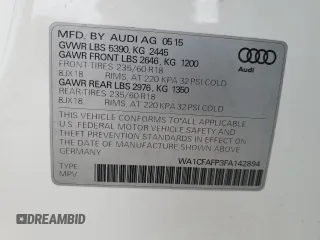 MFD. BY AUDI AG 05 15
GVWR LBS 5390, KG 2445
GAWR FRONT LBS 2646, KG 1200
FRONT TIRES 235/60 R18
8JX18 RIMS, AT 220 KPA 32 PSI COLD
GAWR REAR LBS 2976, KG 1350
REAR-TIRES 235/60 R18
8JX18. RIMS, AT 220 KPA 32 PSI COLD
THIS VEHICLE CONFORMS TO ALL APPLICABLE
U.S. FEDERAL MOTOR VEHICLE SAFETY AND
THEFT PREVENTION STANDARDS IN EFFECT ON
THE DATE OF MANUFACTURE SHOWN ABOVE.
GERMANY
TYPE: WA1CFAFP3FA142894
MPV
Audi
DREAMBID